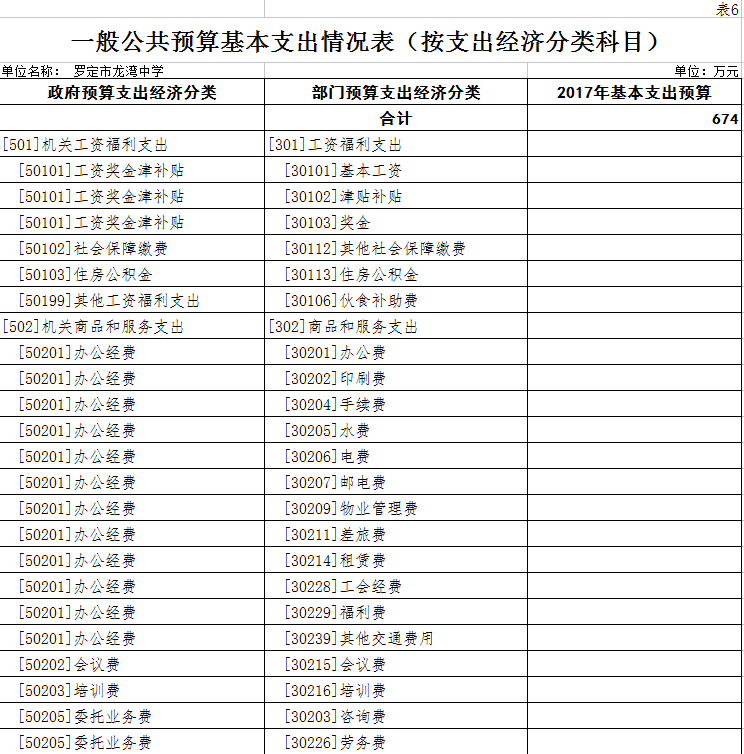 表6
一般公共预算基本支出情况表（按支出经济分类科目）
单位名称： 罗定市龙湾中学 单位：万元
政府预算支出经济分类 部门预算支出经济分类 2017年基本支出预算
合计 674
[501]机关工资福利支出 [301]工资福利支出
[50101]工资奖金津补贴 [30101]基本工资
[50101]工资奖金津补贴 [30102]津贴补贴
[50101]工资奖金津补贴 [30103]奖金
[50102]社会保障缴费 [30112]其他社会保障缴费
[50103]住房公积金 [30113]住房公积金
[50199]其他工资福利支出 [30106]伙食补助费
[502]机关商品和服务支出 [302]商品和服务支出
[50201]办公经费 [30201]办公费
[50201]办公经费 [30202]印刷费
[50201]办公经费 [30204]手续费
[50201]办公经费 [30205]水费
[50201]办公经费 [30206]电费
[50201]办公经费 [30207]邮电费
[50201]办公经费 [30209]物业管理费
[50201]办公经费 [30211]差旅费
[50201]办公经费 [30214]租赁费
[50201]办公经费 [30228]工会经费
[50201]办公经费 [30229]福利费
[50201]办公经费 [30239]其他交通费用
[50202]会议费 [30215]会议费
[50203]培训费 [30216]培训费
[50205]委托业务费 [30203]咨询费
[50205]委托业务费 [30226]劳务费